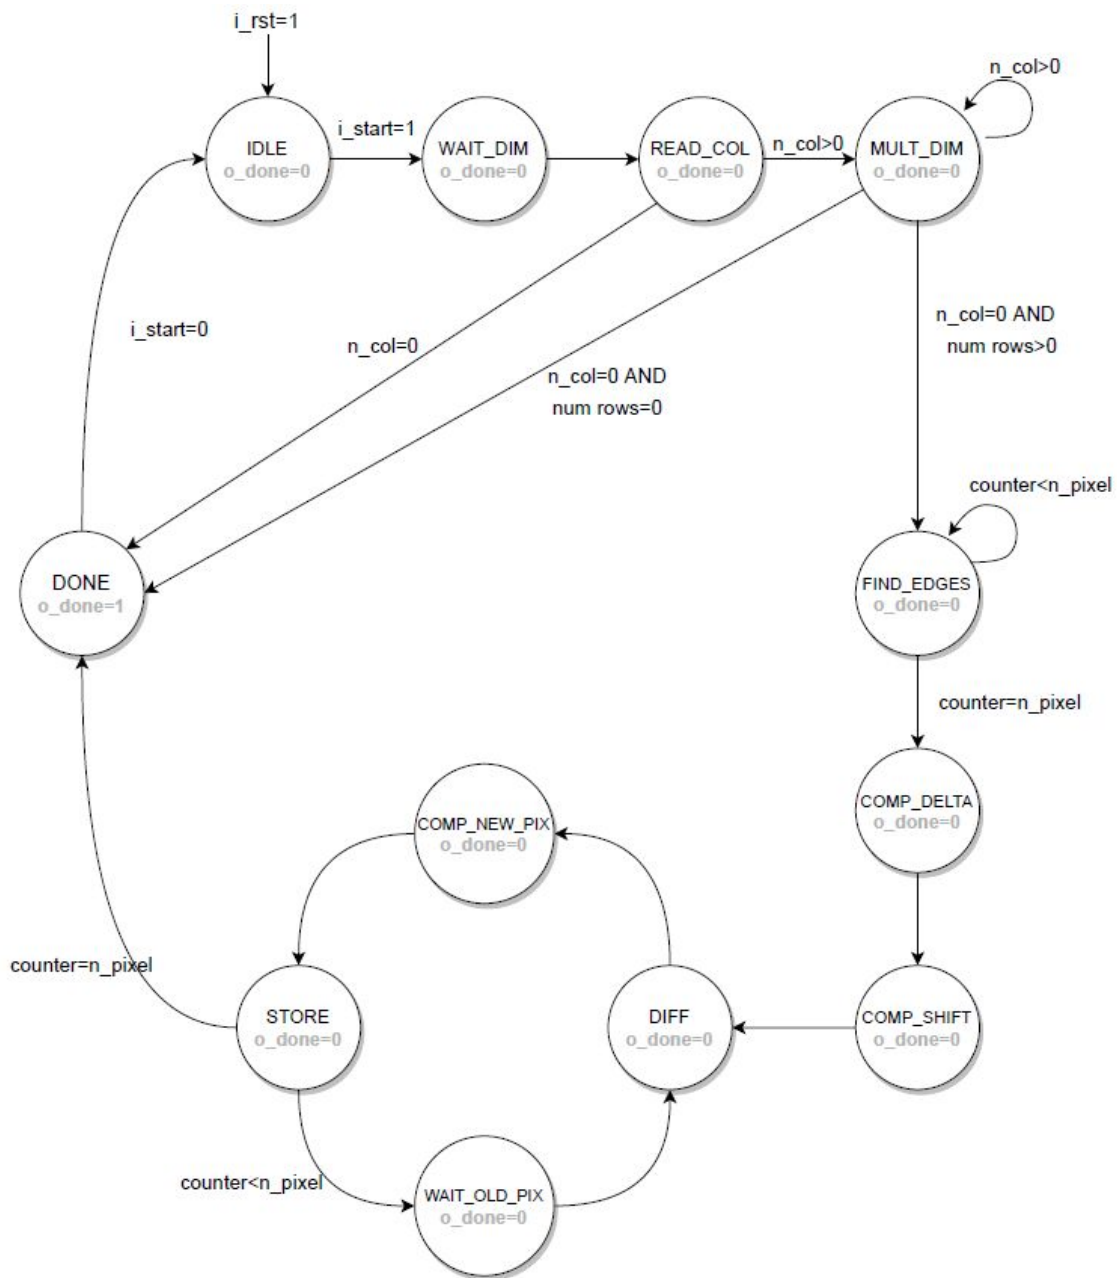 i_rst=1
n_col>0
IDLE
o_done=0
i_start=1
WAIT_DIM
o_done=0
READ_COL
o_done=0
n_col>0
MULT_DIM
o_done=0
i_start=0
n_col=0
n_col=0 AND
num rows=0
n_col=0 AND
num rows>0
counter<n_pixel
DONE
o_done=1
FIND_EDGES
o_done=0
counter=n_pixel
COMP_DELTA
o_done=0
COMP_NEW_PIX
o_done=0
counter=n_pixel
STORE
o_done=0
DIFF
o_done=0
COMP_SHIFT
o_done=0
counter<n_pixel
WAIT_OLD_PIX
o_done=0